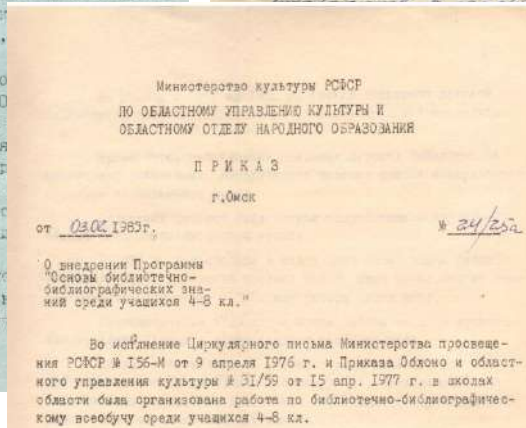 Министерство культуры РСФСР
ПО ОБЛАСТНОМУ УПРАВЛЕНИЮ КУЛЬТУРЫ И
ОБЛАСТНОМУ ОТДЕЛУ НАРОДНОГО ОБРАЗОВАНИЯ
ПРИКАЗ
г.Омск
от 03.02. 1983г. № 24/25а
О внедрении Программы
"Основы библиотечно-
библиографических зна-
ний среди учащихся 4-8 кл."
Во исполнение Циркулярного письма Министерства просвеще-
ния РСФСР № 156-М от 9 апреля 1976 г. и Приказа Облоно и област-
ного управления культуры № 31/59 от 15 апр. 1977 г. в школах
области была организована работа по библиотечно-библиографичес-
кому всеобучу среди учащихся 4-8 кл.